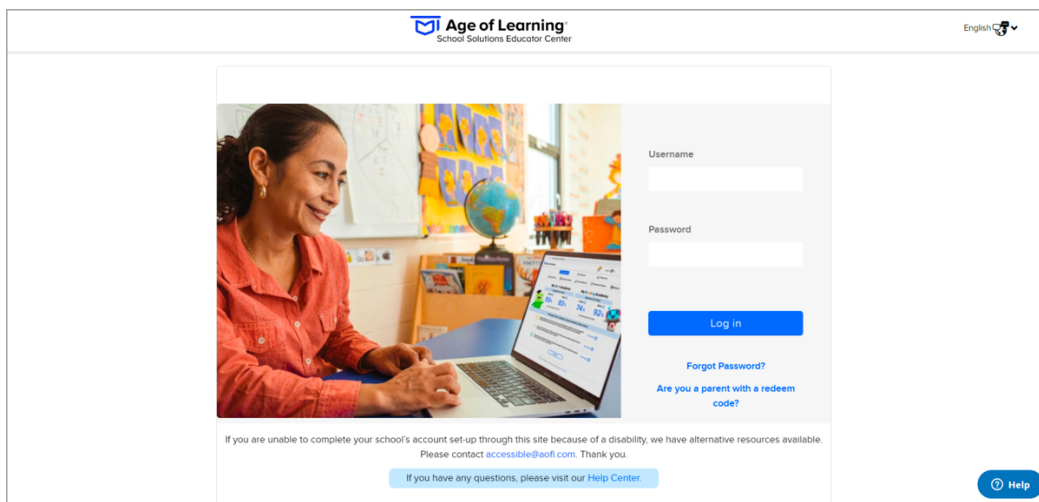 Age of Learning
School Solutions Educator Center
English
Username
Password
Log in
Forgot Password?
Are you a parent with a redeem
code?
If you are unable to complete your school's account set-up through this site because of a disability, we have alternative resources available.
Please contact accessible@aofl.com. Thank you.
If you have any questions, please visit our Help Center.
Help